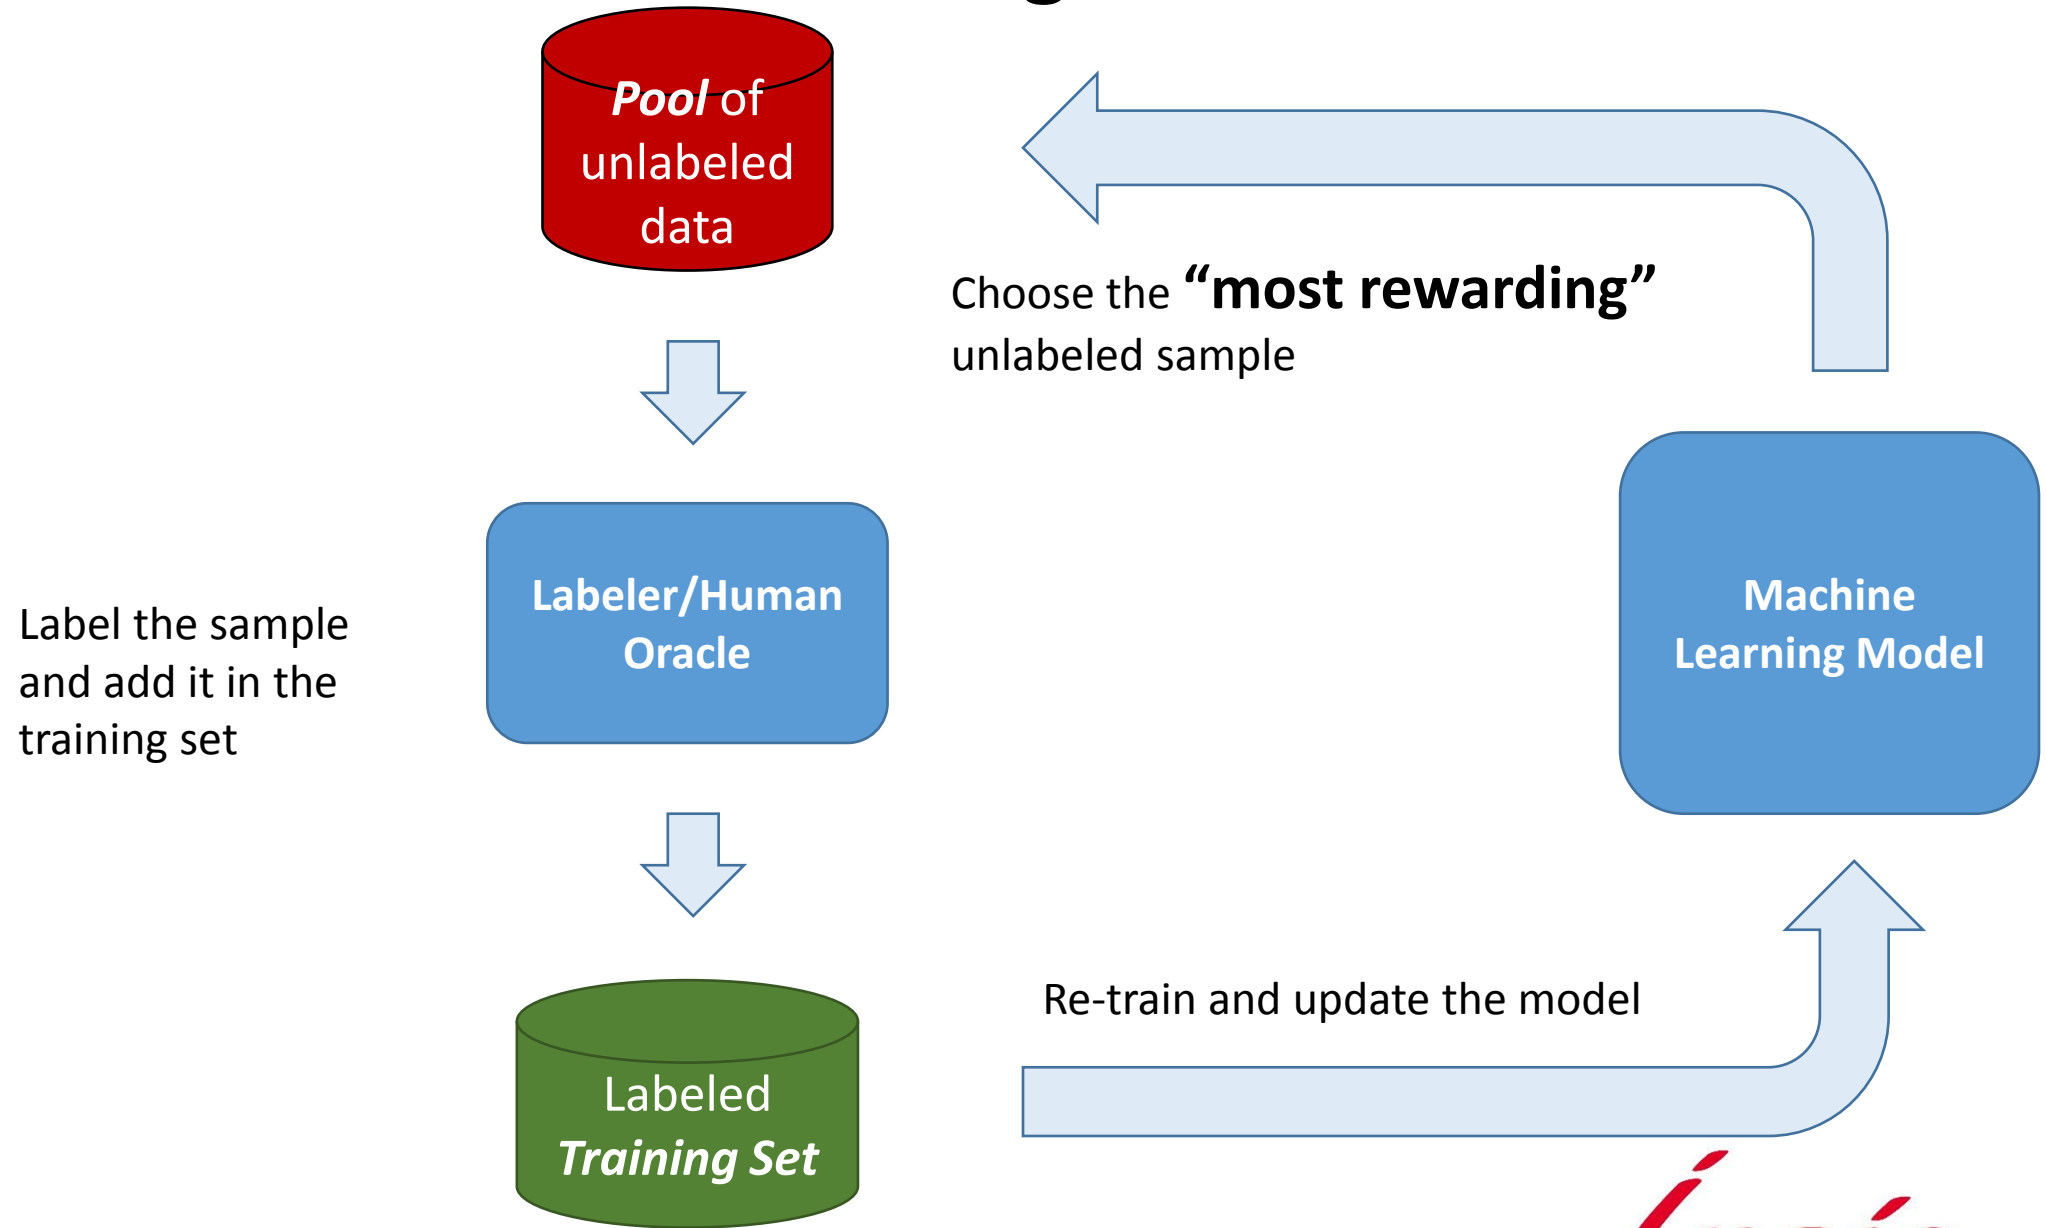 Pool of
unlabeled
data
Choose the “most rewarding”
unlabeled sample
Labeler/Human
Oracle
Machine
Learning Model
Label the sample
and add it in the
training set
Re-train and update the model
Labeled
Training Set